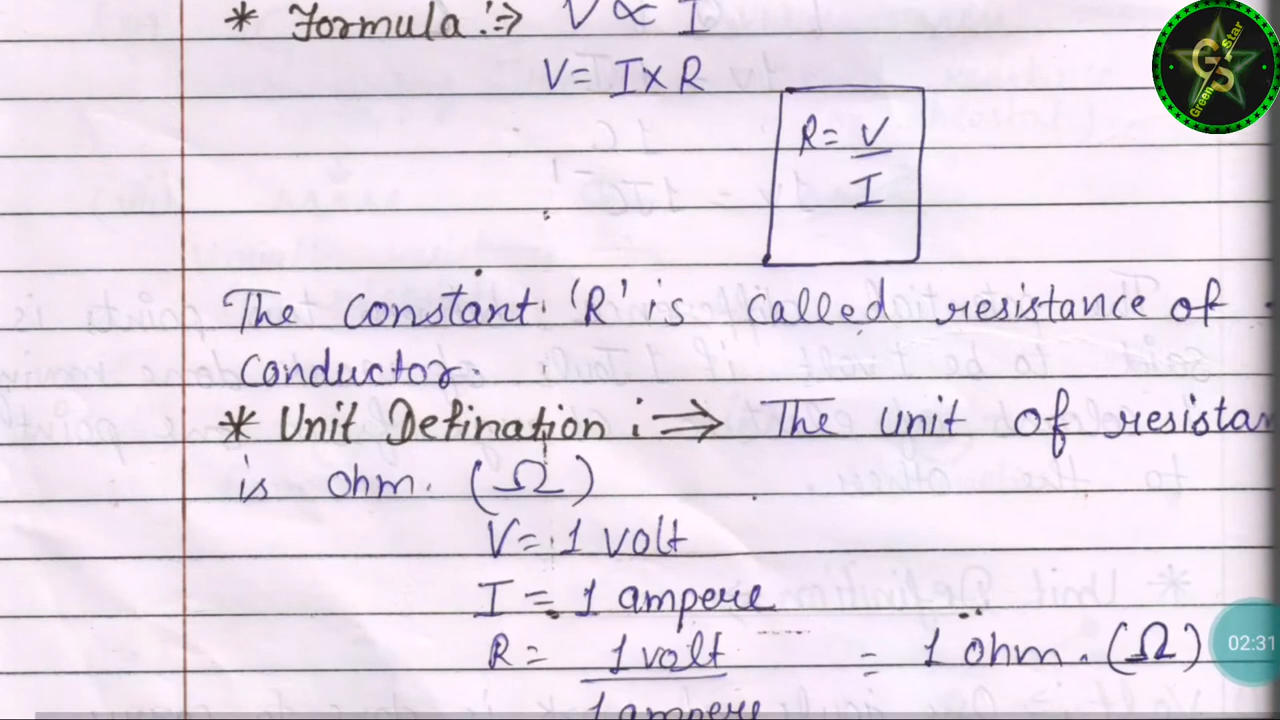 * Formula :⇒ V ∝ I
V = I × R
R = V
I
The constant 'R' is called resistance of
conductor.
* Unit Defination : ⇒ The unit of resistan
is ohm. (Ω)
V = 1 volt
I = 1 ampere
R = 1 volt = 1 ohm. (Ω)
1 ampere
GS
Green Star
02:31